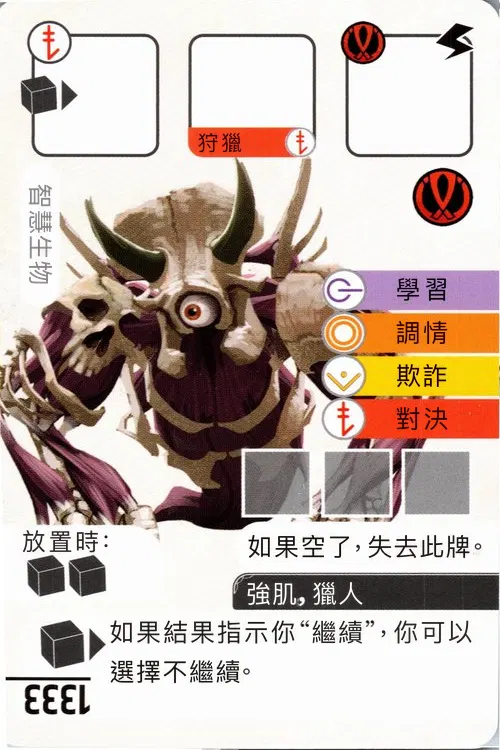 狩獵
智慧生物
學習
調情
欺詐
對決
放置時：
如果空了，失去此牌。
強肌，獵人
如果結果指示你“繼續”，你可以
選擇不繼續。
1333